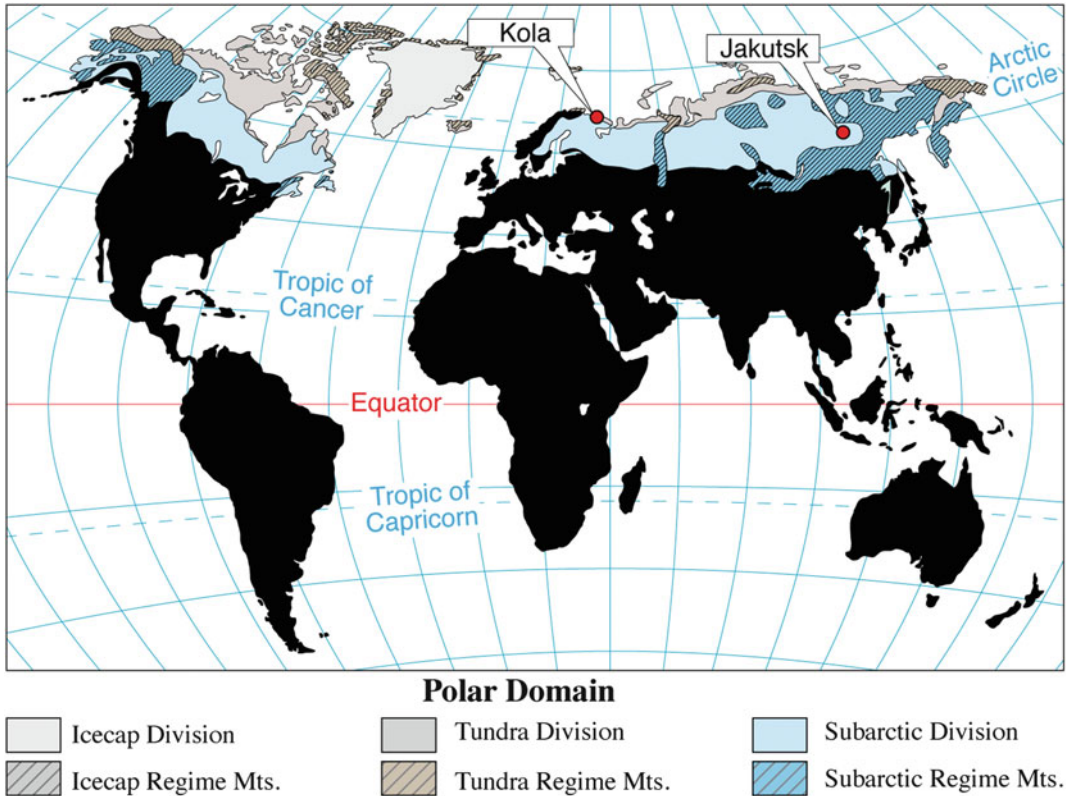 Kola
Jakutsk
Arctic
Circle
Tropic of
Cancer
Equator
Tropic of
Capricorn
Polar Domain
Icecap Division
Tundra Division
Subarctic Division
Icecap Regime Mts.
Tundra Regime Mts.
Subarctic Regime Mts.